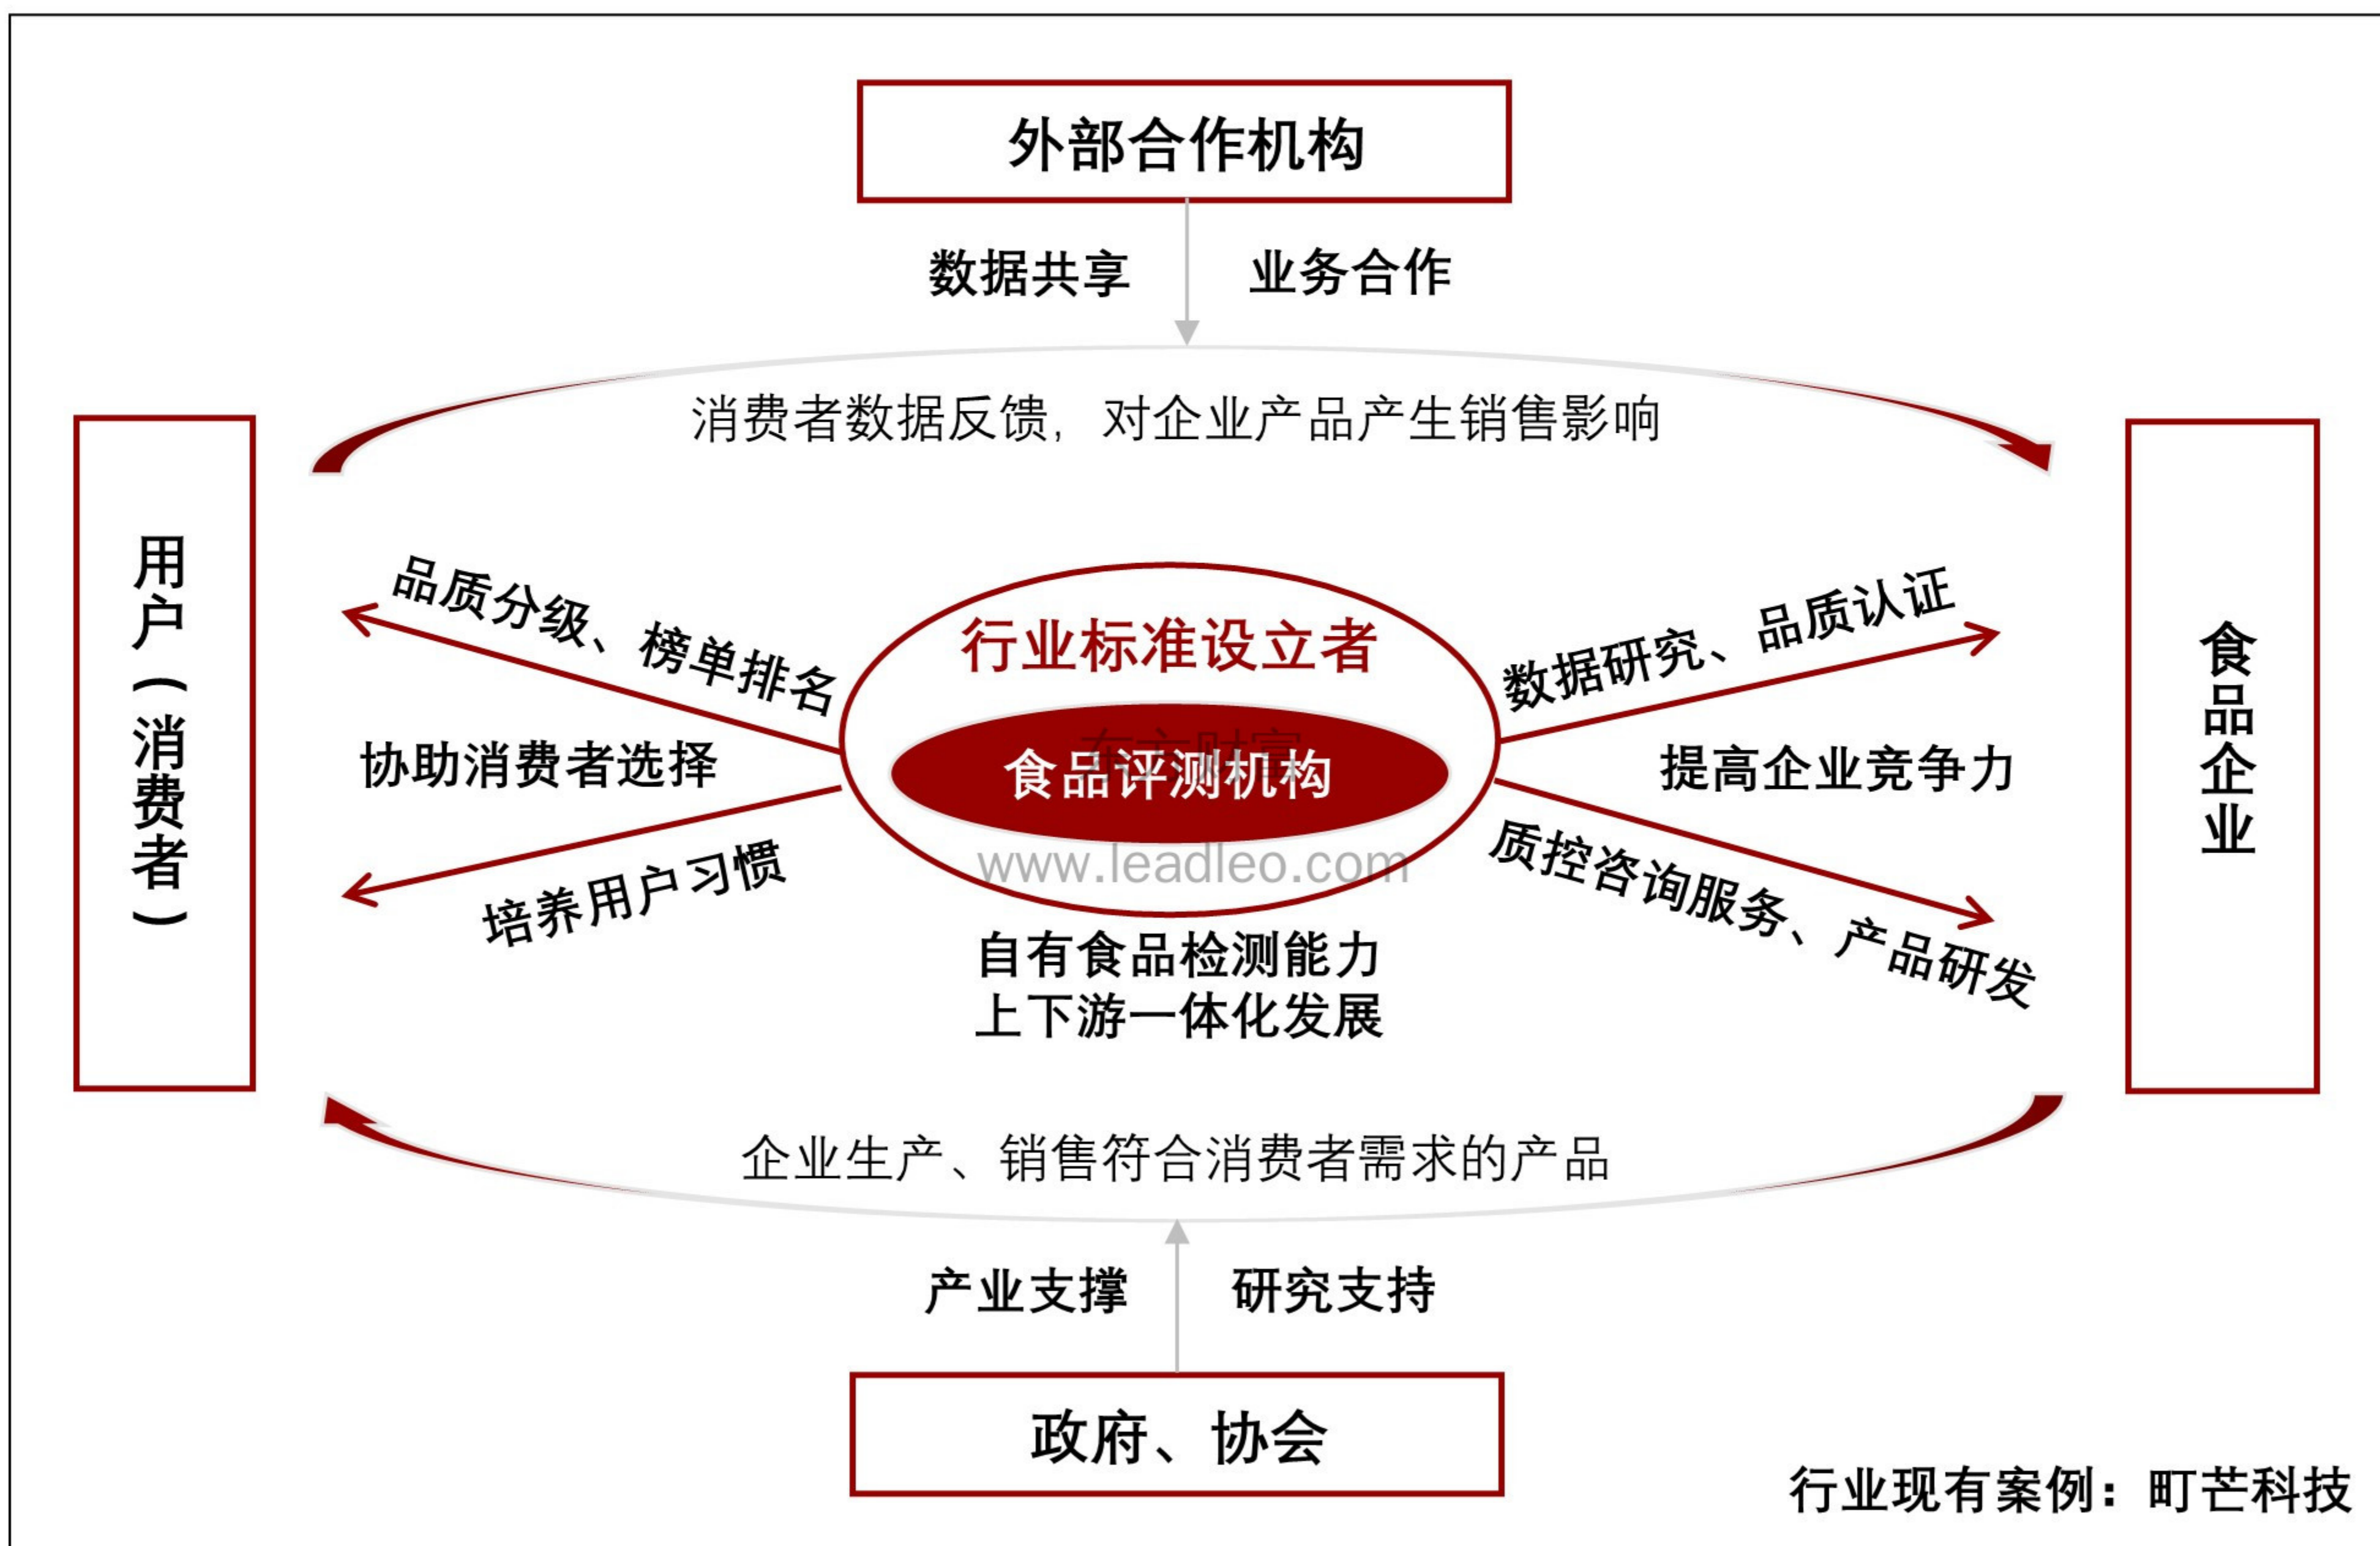 外部合作机构
数据共享
业务合作
消费者数据反馈，对企业产品产生销售影响
用户（消费者）
品质分级、榜单排名
协助消费者选择
培养用户习惯
行业标准设立者
东方财富
食品评测机构
www.leadleo.com
自有食品检测能力
上下游一体化发展
数据研究、品质认证
提高企业竞争力
质控咨询服务、产品研发
食品企业
企业生产、销售符合消费者需求的产品
产业支撑
研究支持
政府、协会
行业现有案例：町芒科技